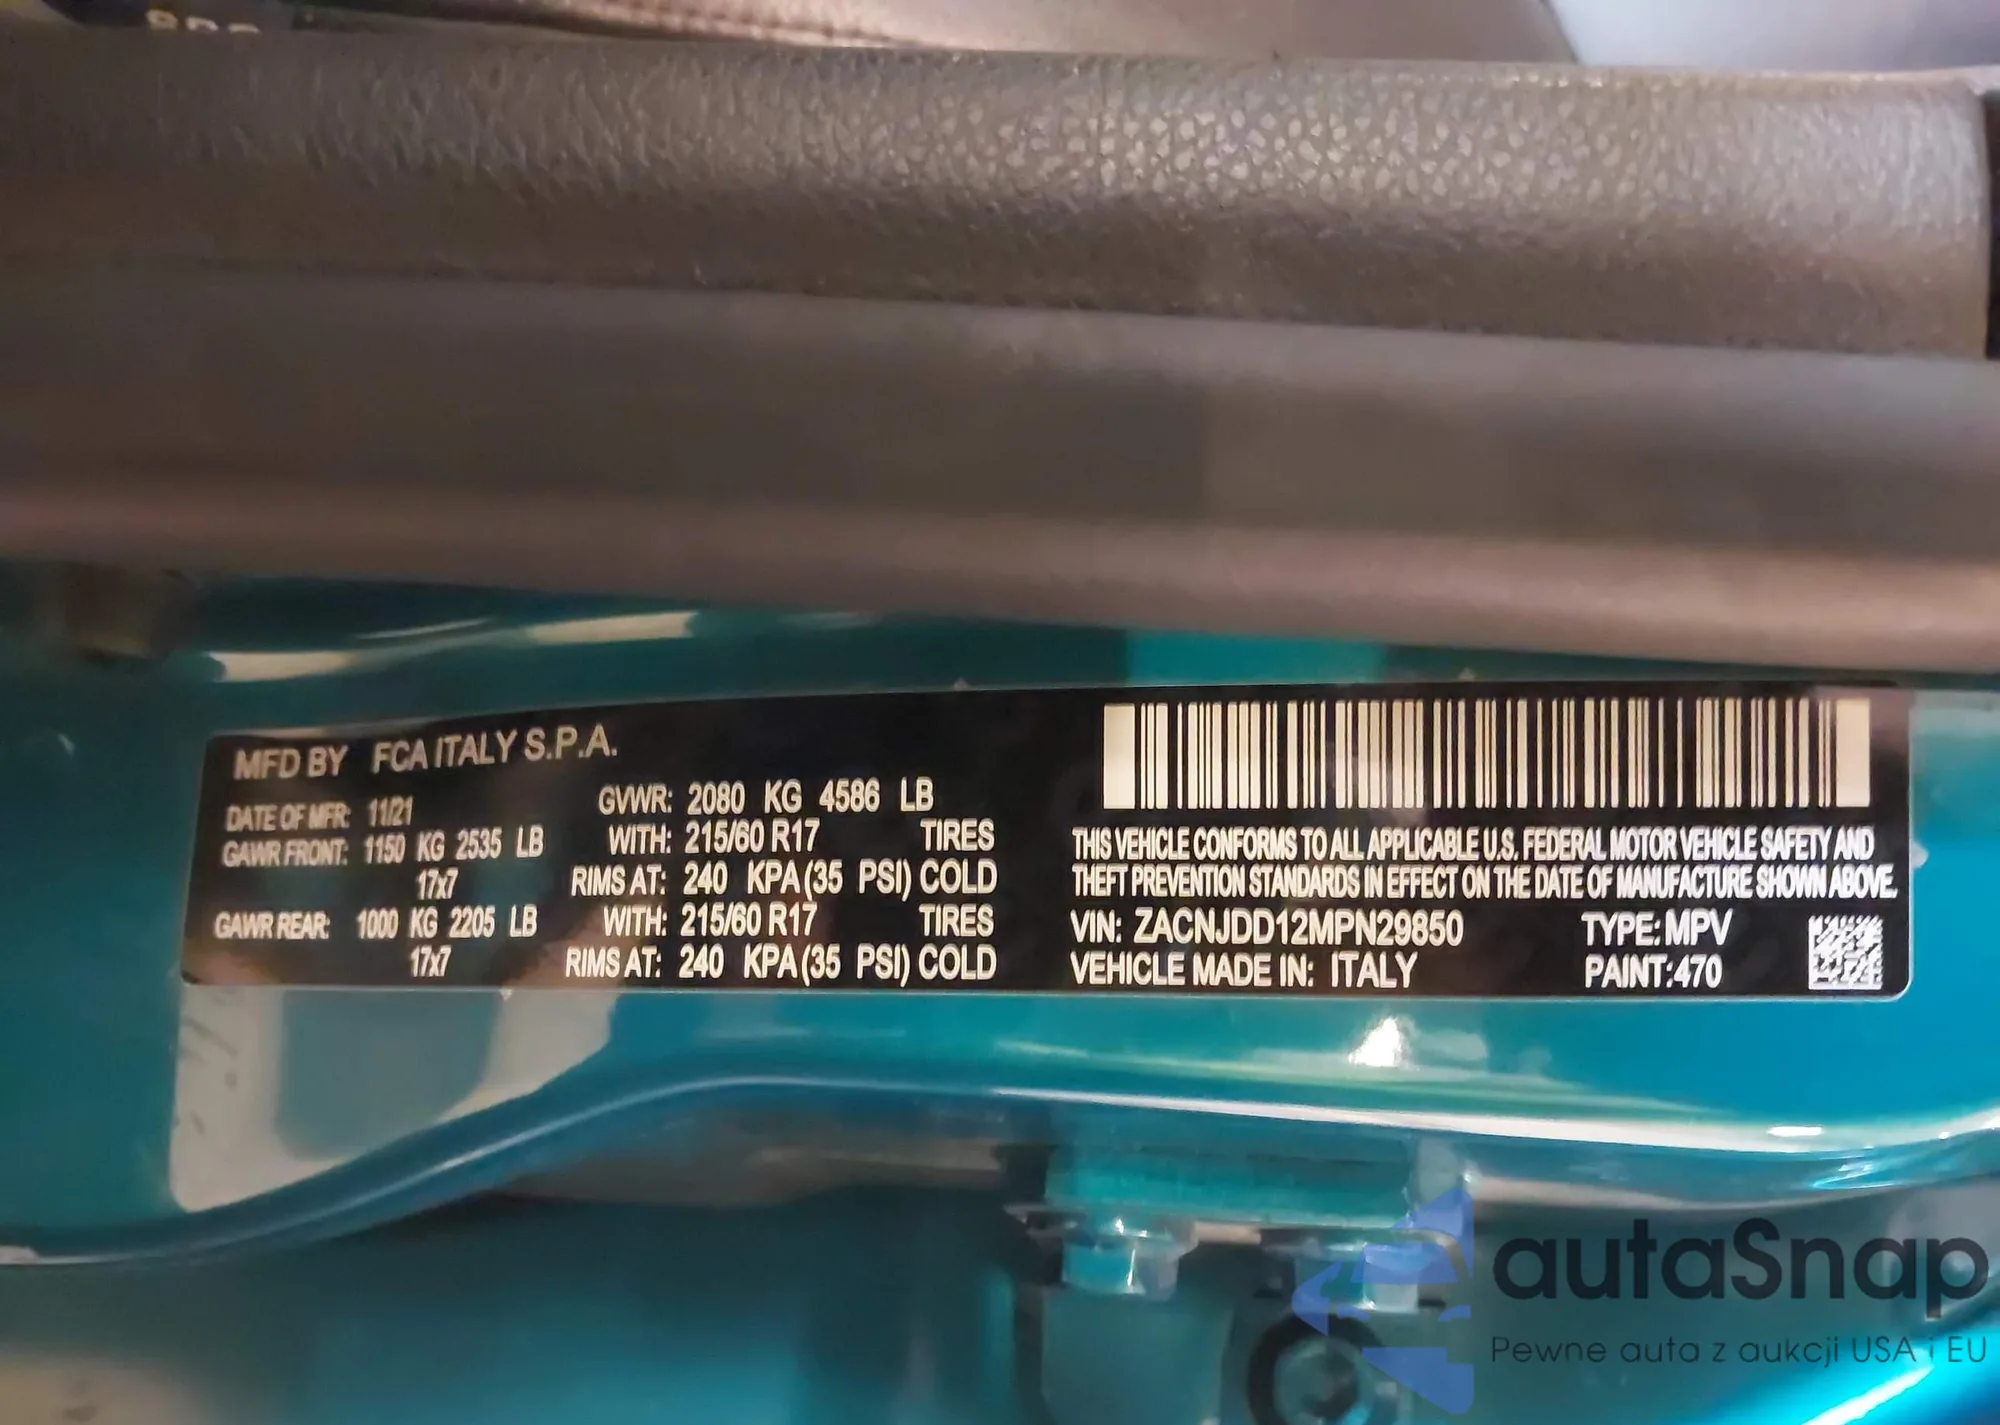 MFD BY FCA ITALY S.P.A.
DATE OF MFR: 11/21 GVWR: 2080 KG 4586 LB
GAWR FRONT: 1150 KG 2535 LB WITH: 215/60 R17 TIRES
17x7 RIMS AT: 240 KPA (35 PSI) COLD
GAWR REAR: 1000 KG 2205 LB WITH: 215/60 R17 TIRES
17x7 RIMS AT: 240 KPA (35 PSI) COLD
THIS VEHICLE CONFORMS TO ALL APPLICABLE U.S. FEDERAL MOTOR VEHICLE SAFETY AND
THEFT PREVENTION STANDARDS IN EFFECT ON THE DATE OF MANUFACTURE SHOWN ABOVE.
VIN: ZACNJDD12MPN29850 TYPE: MPV
VEHICLE MADE IN: ITALY PAINT: 470
autaSnap
Pewne auta z aukcji USA i EU